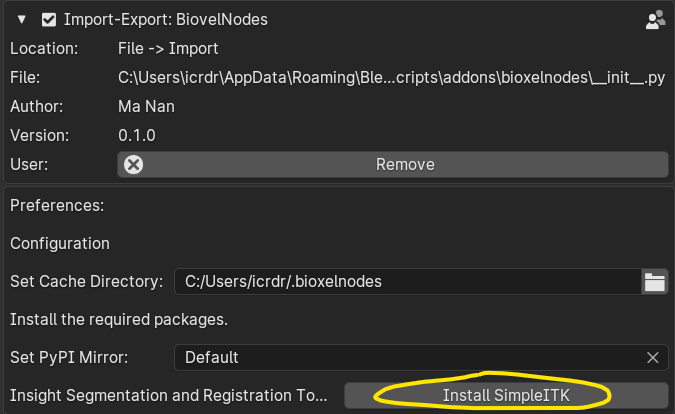 Import-Export: BiovelNodes
Location: File -> Import
File: C:\Users\icrdr\AppData\Roaming\Ble...cripts\addons\bioxelnodes\__init__.py
Author: Ma Nan
Version: 0.1.0
User: Remove
Preferences:
Configuration
Set Cache Directory: C:/Users/icrdr/.bioxelnodes
Install the required packages.
Set PyPI Mirror: Default
Insight Segmentation and Registration To... Install SimpleITK